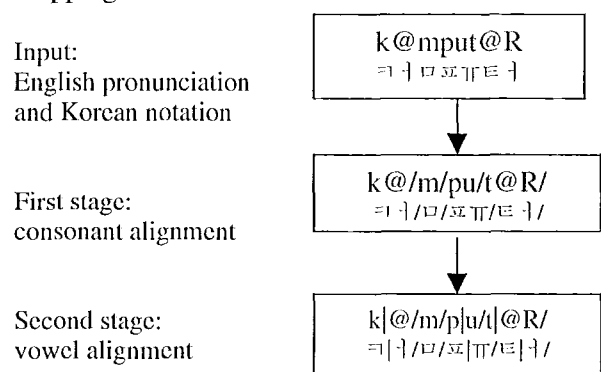 Input:
English pronunciation
and Korean notation
k@mput@R
ㅋㅓㅁㅍㅠㅌㅓ
First stage:
consonant alignment
k@/m/pu/t@R/
ㅋㅓ/ㅁ/ㅍㅠ/ㅌㅓ/
Second stage:
vowel alignment
k|@/m/p|u/t|@R/
ㅋ|ㅓ/ㅁ/ㅍ|ㅠ/ㅌ|ㅓ/